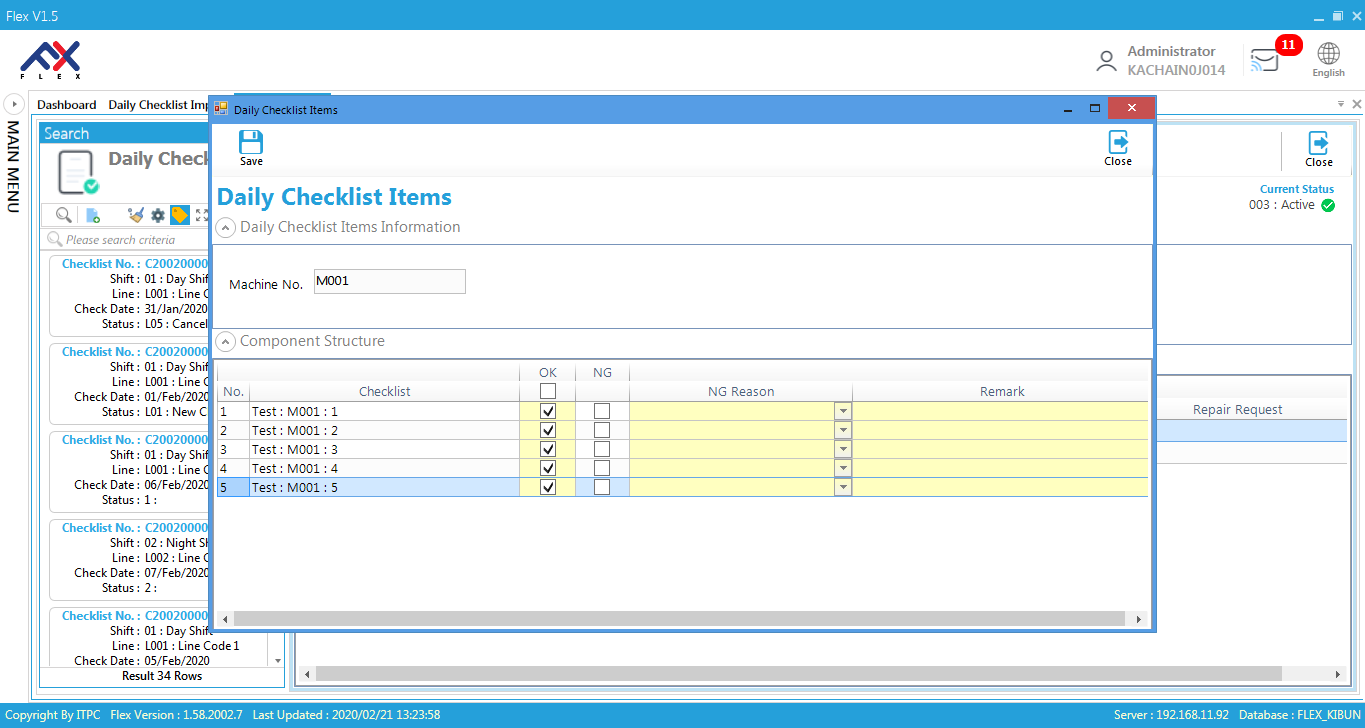 Flex V1.5
FLEX
Administrator
KACHAIN0J014
11
English
MAIN MENU
Dashboard Daily Checklist Imp
Search
Daily Check
Please search criteria
Checklist No. : C20020000
Shift : 01 : Day Shif
Line : L001 : Line C
Check Date : 31/Jan/2020
Status : L05 : Cancel
Checklist No. : C20020000
Shift : 01 : Day Shif
Line : L001 : Line C
Check Date : 01/Feb/2020
Status : L01 : New C
Checklist No. : C20020000
Shift : 01 : Day Shif
Line : L001 : Line C
Check Date : 06/Feb/2020
Status : 1 :
Checklist No. : C20020000
Shift : 02 : Night Sh
Line : L002 : Line C
Check Date : 07/Feb/2020
Status : 2 :
Checklist No. : C20020000
Shift : 01 : Day Shift
Line : L001 : Line Code1
Check Date : 05/Feb/2020
Result 34 Rows
Daily Checklist Items
Save
Close
Daily Checklist Items
Daily Checklist Items Information
Machine No. M001
Component Structure
OK NG
No. Checklist NG Reason Remark
1 Test : M001 : 1
2 Test : M001 : 2
3 Test : M001 : 3
4 Test : M001 : 4
5 Test : M001 : 5
Close
Current Status
003 : Active
Repair Request
Copyright By ITPC Flex Version : 1.58.2002.7 Last Updated : 2020/02/21 13:23:58
Server : 192.168.11.92 Database : FLEX_KIBUN